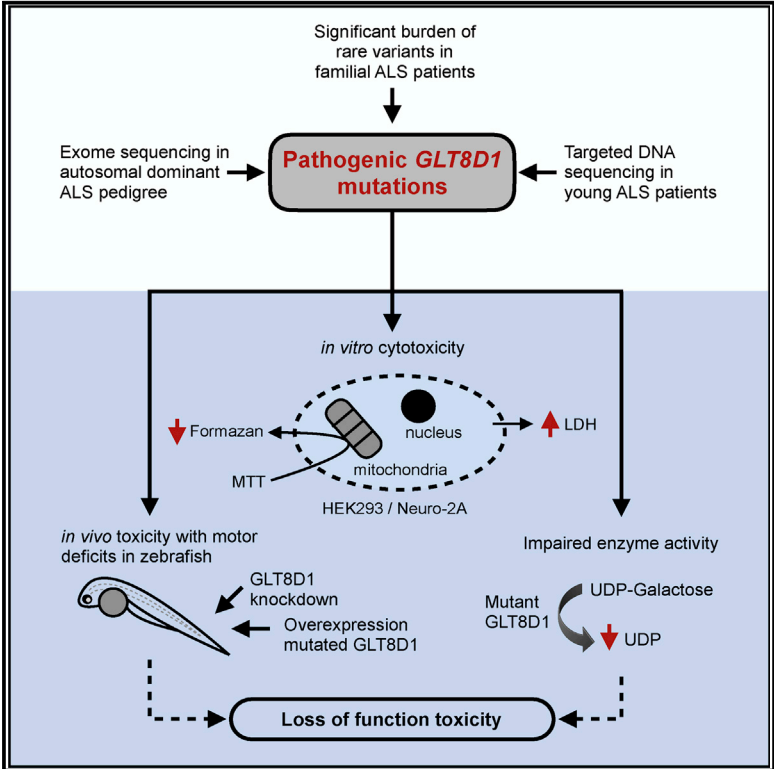 Significant burden of
rare variants in
familial ALS patients
Exome sequencing in
autosomal dominant
ALS pedigree
Pathogenic GLT8D1
mutations
Targeted DNA
sequencing in
young ALS patients
in vitro cytotoxicity
Formazan
nucleus
LDH
MTT
mitochondria
HEK293 / Neuro-2A
in vivo toxicity with motor
deficits in zebrafish
GLT8D1
knockdown
Overexpression
mutated GLT8D1
Impaired enzyme activity
Mutant
GLT8D1
UDP-Galactose
UDP
Loss of function toxicity